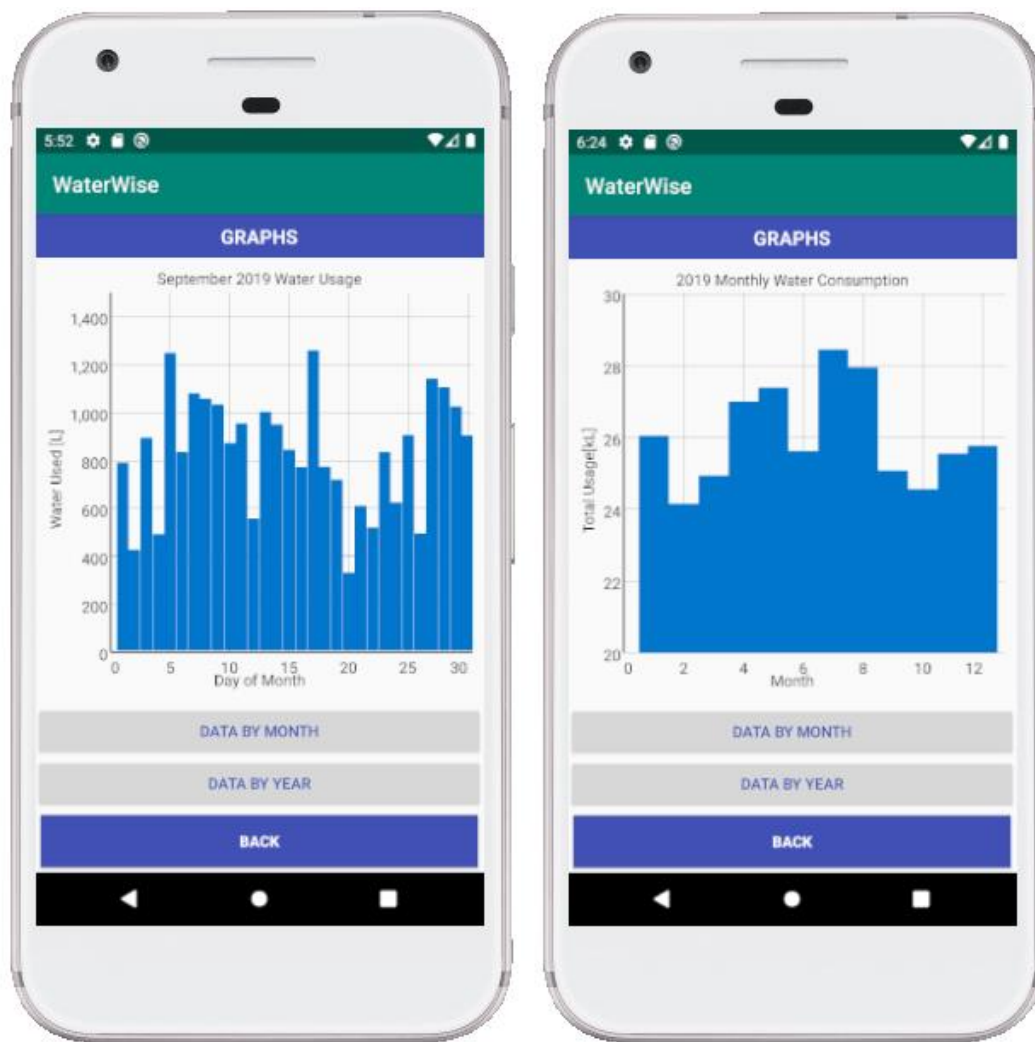 5:52
WaterWise
GRAPHS
September 2019 Water Usage
1,400
1,200
1,000
800
600
400
200
0
Water Used [L]
0 5 10 15 20 25 30
Day of Month
DATA BY MONTH
DATA BY YEAR
BACK
6:24
WaterWise
GRAPHS
2019 Monthly Water Consumption
30
28
26
24
22
20
Total Usage[kL]
0 2 4 6 8 10 12
Month
DATA BY MONTH
DATA BY YEAR
BACK